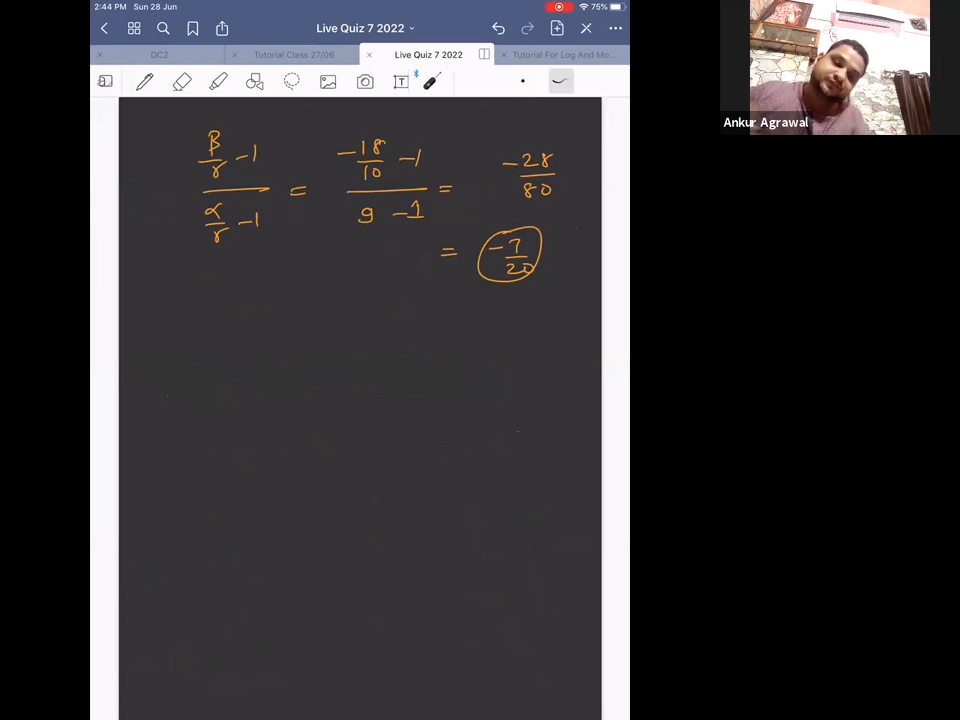 2:44 PM Sun 28 Jun 75%
Live Quiz 7 2022
DC2 Tutorial Class 27/06 Live Quiz 7 2022 Tutorial For Log And Mo...
T
β/γ -1 / α/γ -1 = -18/10 -1 / 9 -1 = -28/80
= -7/20
Ankur Agrawal